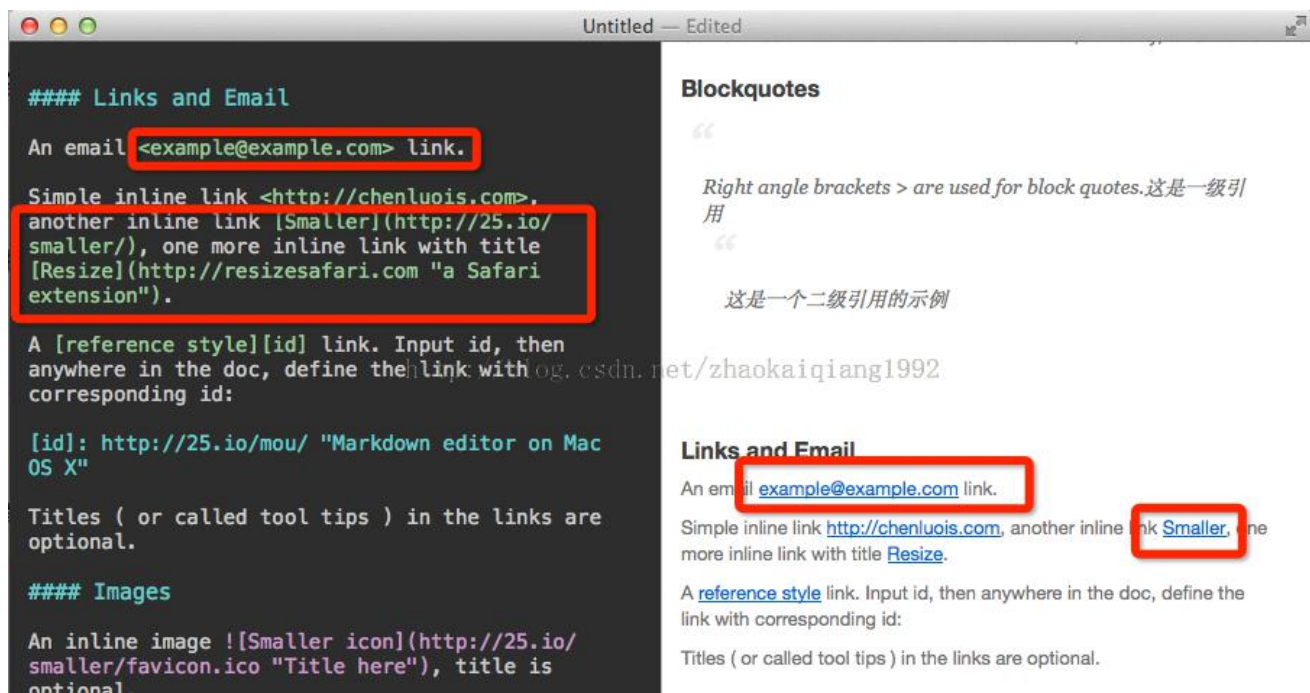 Untitled — Edited
#### Links and Email
An email <example@example.com> link.
Simple inline link <http://chenluois.com>,
another inline link [Smaller](http://25.io/
smaller/), one more inline link with title
[Resize](http://resizesafari.com "a Safari
extension").
A [reference style][id] link. Input id, then
anywhere in the doc, define the link with
corresponding id:
[id]: http://25.io/mou/ "Markdown editor on Mac
OS X"
Titles ( or called tool tips ) in the links are
optional.
#### Images
An inline image ![Smaller icon](http://25.io/
smaller/favicon.ico "Title here"), title is
optional.
Blockquotes
“
Right angle brackets > are used for block quotes.这是一级引
用
“
这是一个二级引用的示例
http://blog.csdn.net/zhaokaiqiang1992
Links and Email
An email example@example.com link.
Simple inline link http://chenluois.com, another inline link Smaller, one
more inline link with title Resize.
A reference style link. Input id, then anywhere in the doc, define the
link with corresponding id:
Titles ( or called tool tips ) in the links are optional.